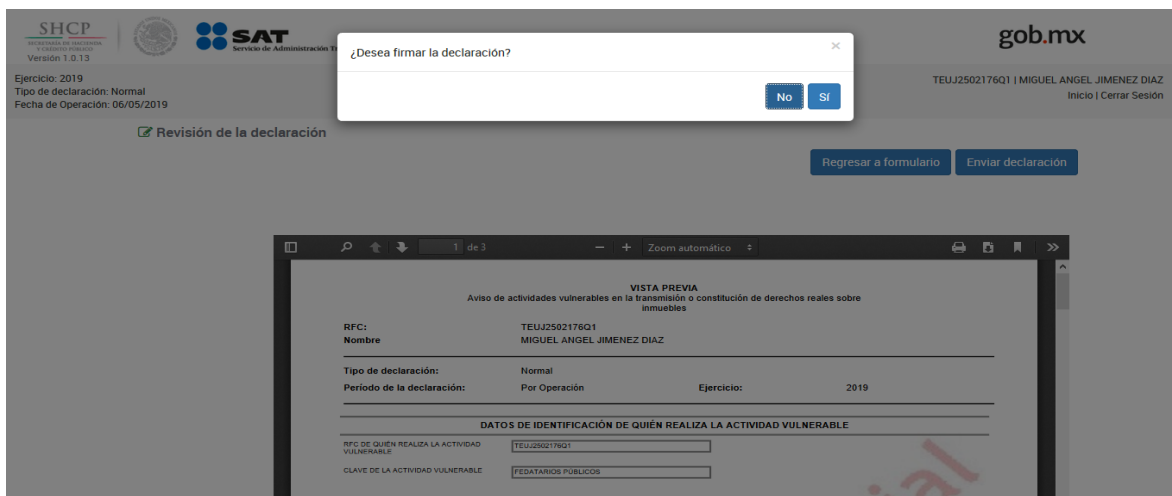 SHCP
SECRETARÍA DE HACIENDA
Y CRÉDITO PÚBLICO
Versión 1.0.13
SAT
Servicio de Administración Tr
gob.mx
¿Desea firmar la declaración?
×
No Sí
Ejercicio: 2019
Tipo de declaración: Normal
Fecha de Operación: 06/05/2019
TEUJ2502176Q1 | MIGUEL ANGEL JIMENEZ DIAZ
Inicio | Cerrar Sesión
Revisión de la declaración
Regresar a formulario Enviar declaración
1 de 3 Zoom automático
VISTA PREVIA
Aviso de actividades vulnerables en la transmisión o constitución de derechos reales sobre
inmuebles
RFC: TEUJ2502176Q1
Nombre MIGUEL ANGEL JIMENEZ DIAZ
Tipo de declaración: Normal
Período de la declaración: Por Operación Ejercicio: 2019
DATOS DE IDENTIFICACIÓN DE QUIÉN REALIZA LA ACTIVIDAD VULNERABLE
RFC DE QUIÉN REALIZA LA ACTIVIDAD
VULNERABLE
TEUJ2502176Q1
CLAVE DE LA ACTIVIDAD VULNERABLE FEDATARIOS PÚBLICOS